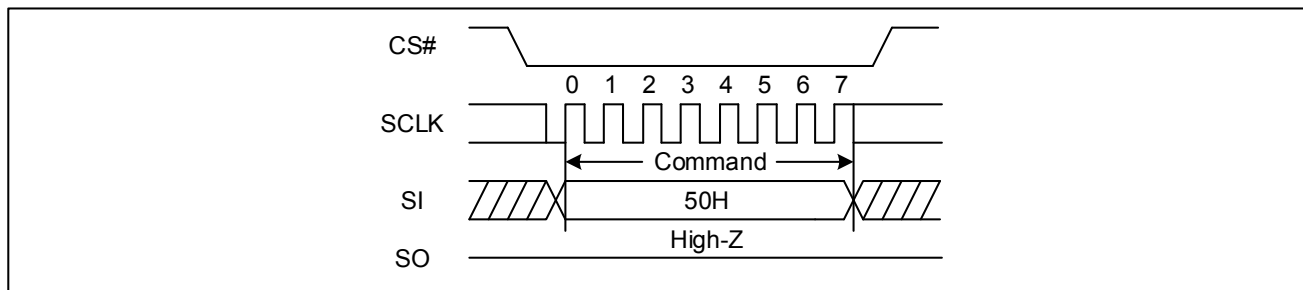 CS#
0 1 2 3 4 5 6 7
SCLK
Command
SI
50H
High-Z
SO